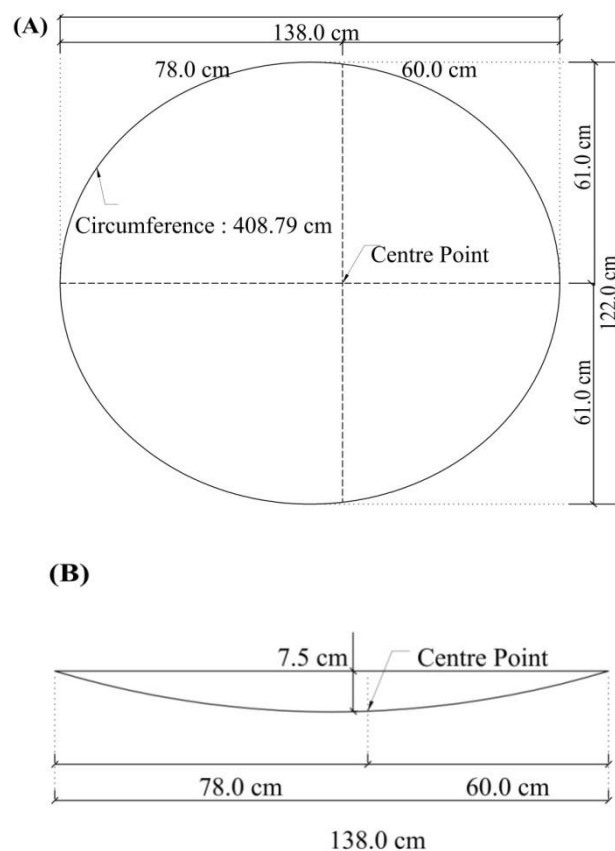 (A)
138.0 cm
78.0 cm
60.0 cm
61.0 cm
Circumference : 408.79 cm
Centre Point
122.0 cm
61.0 cm
(B)
7.5 cm
Centre Point
78.0 cm
60.0 cm
138.0 cm